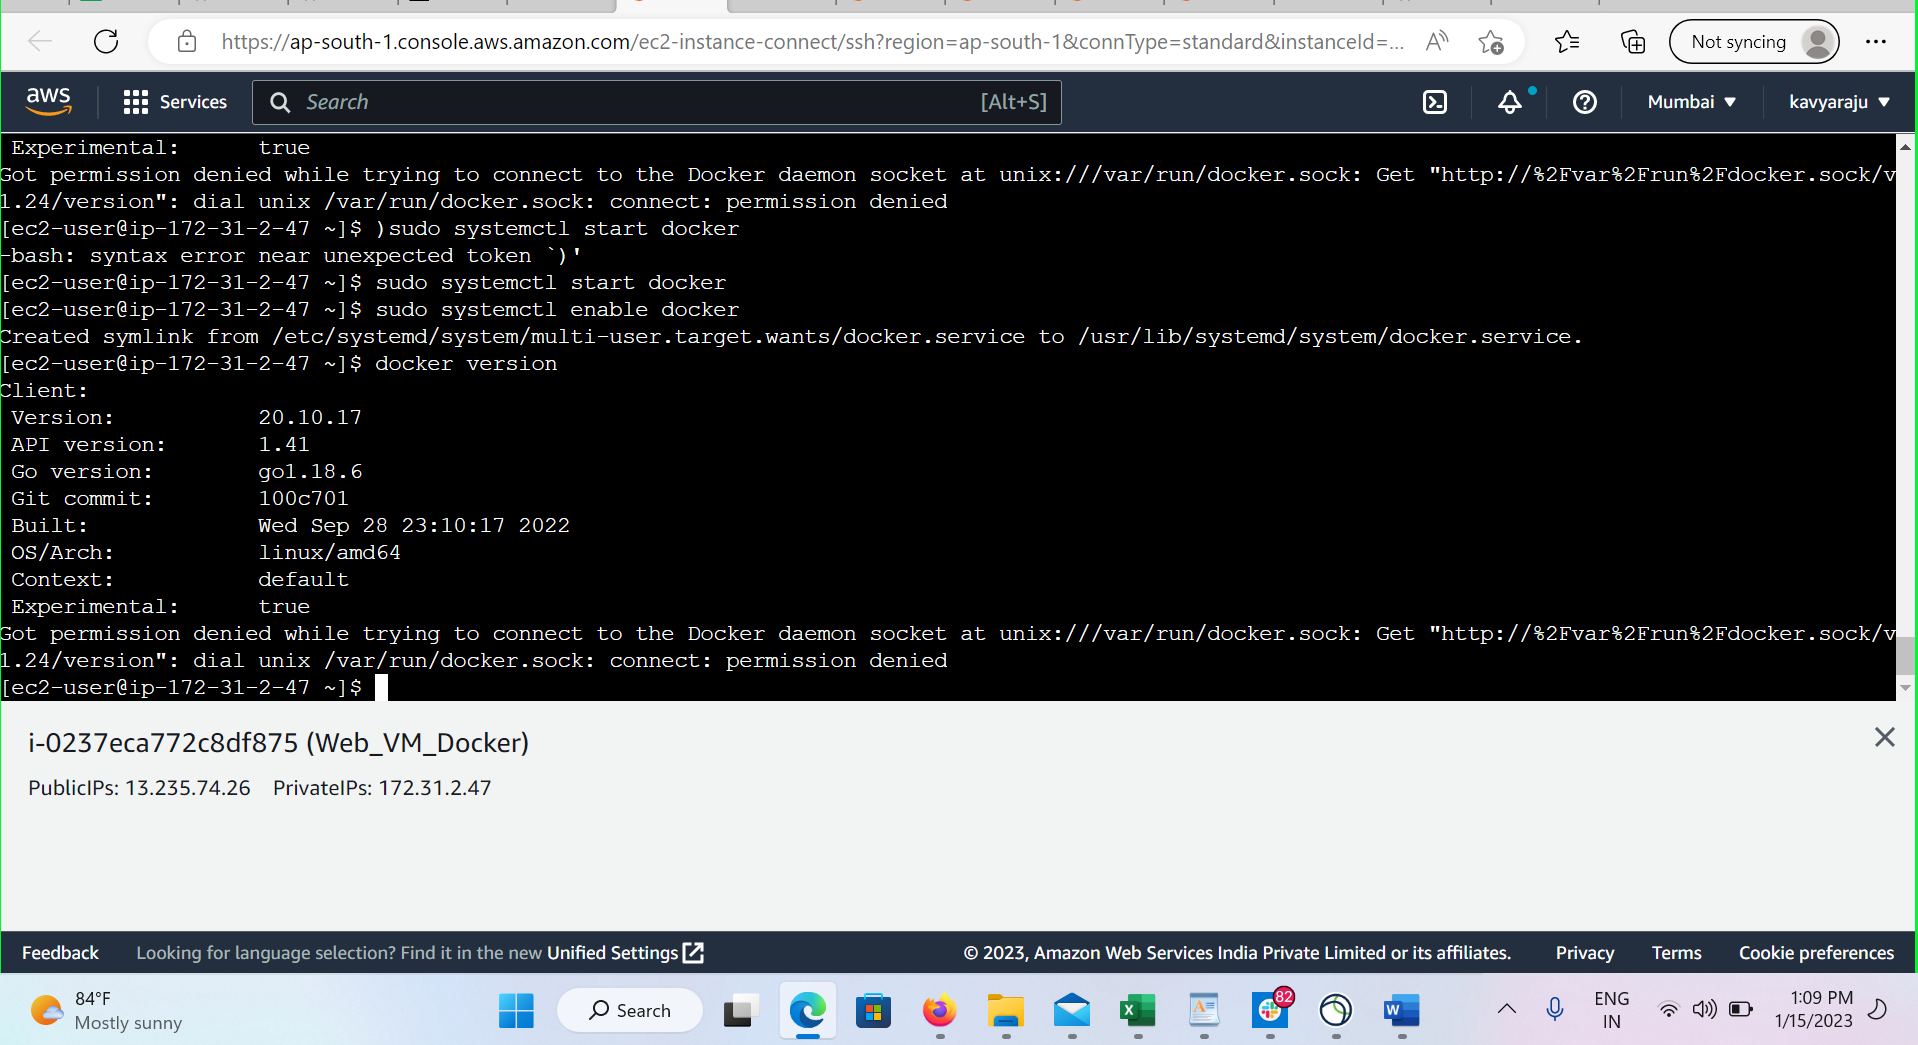 https://ap-south-1.console.aws.amazon.com/ec2-instance-connect/ssh?region=ap-south-1&connType=standard&instanceId=...
Not syncing
aws
Services
Search
[Alt+S]
Mumbai
kavyaraju
Experimental: true
Got permission denied while trying to connect to the Docker daemon socket at unix:///var/run/docker.sock: Get "http://%2Fvar%2Frun%2Fdocker.sock/v
1.24/version": dial unix /var/run/docker.sock: connect: permission denied
[ec2-user@ip-172-31-2-47 ~]$ )sudo systemctl start docker
-bash: syntax error near unexpected token `)'
[ec2-user@ip-172-31-2-47 ~]$ sudo systemctl start docker
[ec2-user@ip-172-31-2-47 ~]$ sudo systemctl enable docker
Created symlink from /etc/systemd/system/multi-user.target.wants/docker.service to /usr/lib/systemd/system/docker.service.
[ec2-user@ip-172-31-2-47 ~]$ docker version
Client:
Version: 20.10.17
API version: 1.41
Go version: go1.18.6
Git commit: 100c701
Built: Wed Sep 28 23:10:17 2022
OS/Arch: linux/amd64
Context: default
Experimental: true
Got permission denied while trying to connect to the Docker daemon socket at unix:///var/run/docker.sock: Get "http://%2Fvar%2Frun%2Fdocker.sock/v
1.24/version": dial unix /var/run/docker.sock: connect: permission denied
[ec2-user@ip-172-31-2-47 ~]$
i-0237eca772c8df875 (Web_VM_Docker)
PublicIPs: 13.235.74.26 PrivateIPs: 172.31.2.47
Feedback
Looking for language selection? Find it in the new Unified Settings
© 2023, Amazon Web Services India Private Limited or its affiliates.
Privacy
Terms
Cookie preferences
84°F
Mostly sunny
Search
82
ENG
IN
1:09 PM
1/15/2023